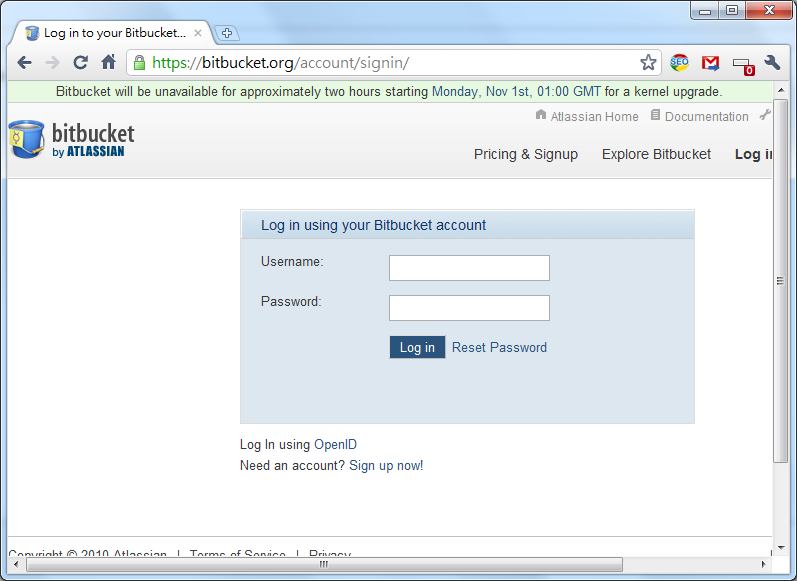 Log in to your Bitbucket...
https://bitbucket.org/account/signin/
SEO
0
Bitbucket will be unavailable for approximately two hours starting Monday, Nov 1st, 01:00 GMT for a kernel upgrade.
Atlassian Home Documentation
bitbucket
by ATLASSIAN
Pricing & Signup Explore Bitbucket Log in
Log in using your Bitbucket account
Username:
Password:
Log in Reset Password
Log In using OpenID
Need an account? Sign up now!
Copyright © 2010 Atlassian | Terms of Service | Privacy